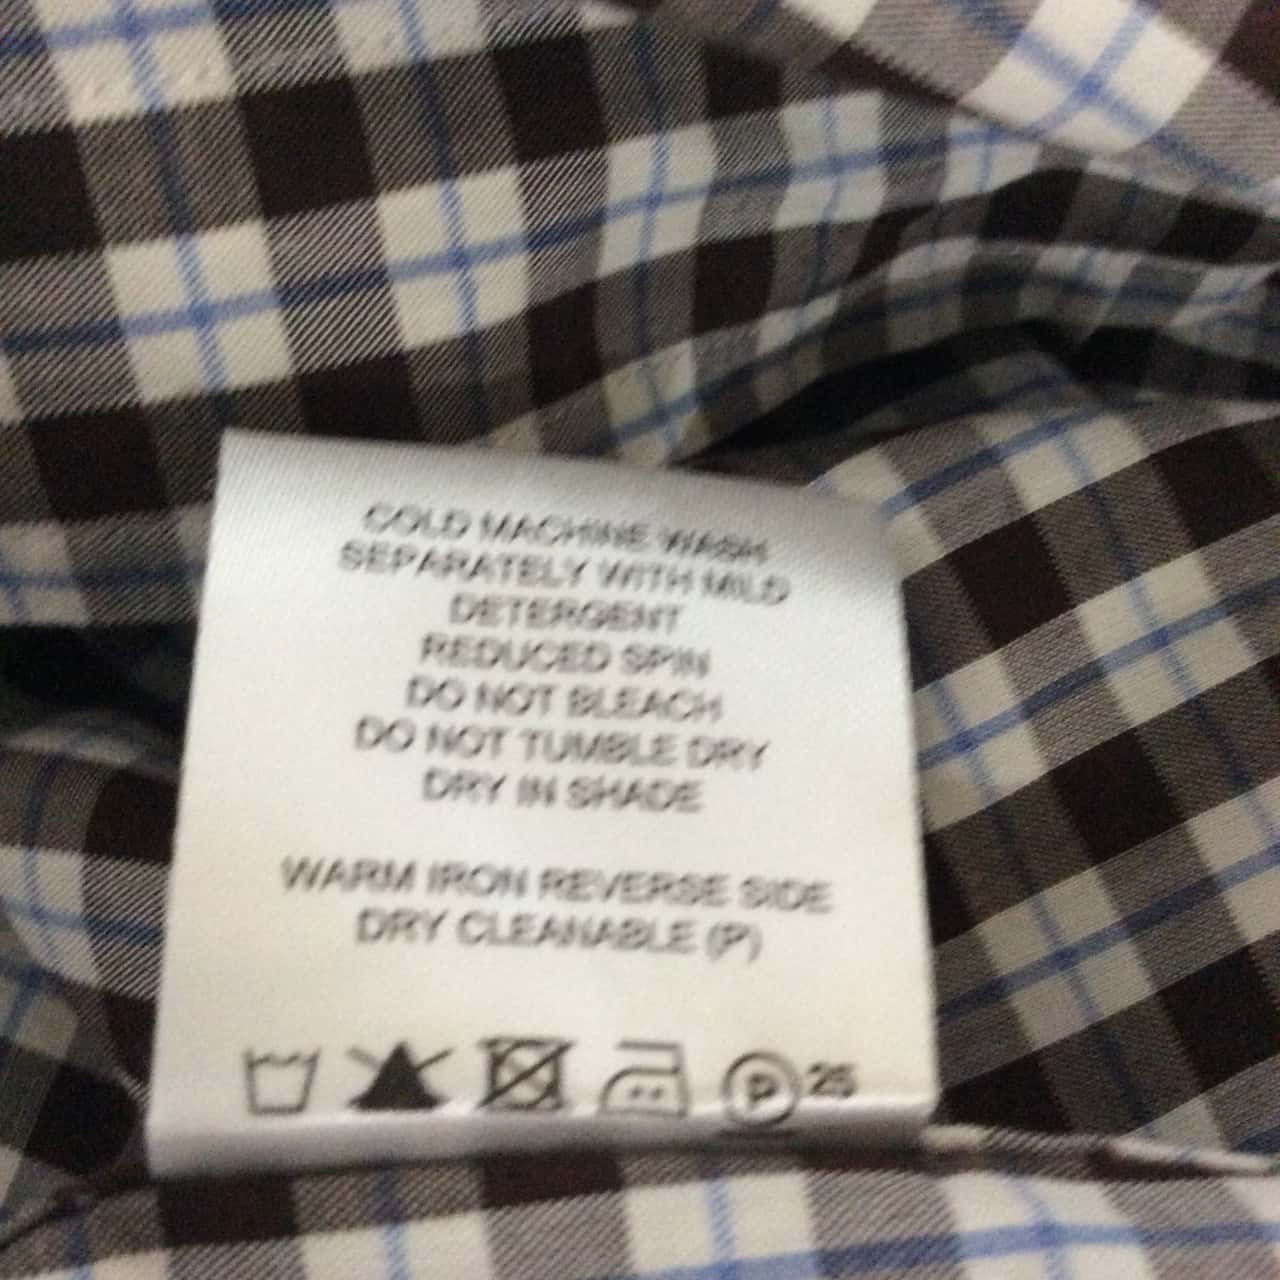 COLD MACHINE WASH
SEPARATELY WITH MILD
DETERGENT
REDUCED SPIN
DO NOT BLEACH
DO NOT TUMBLE DRY
DRY IN SHADE
WARM IRON REVERSE SIDE
DRY CLEANABLE (P)
P 25